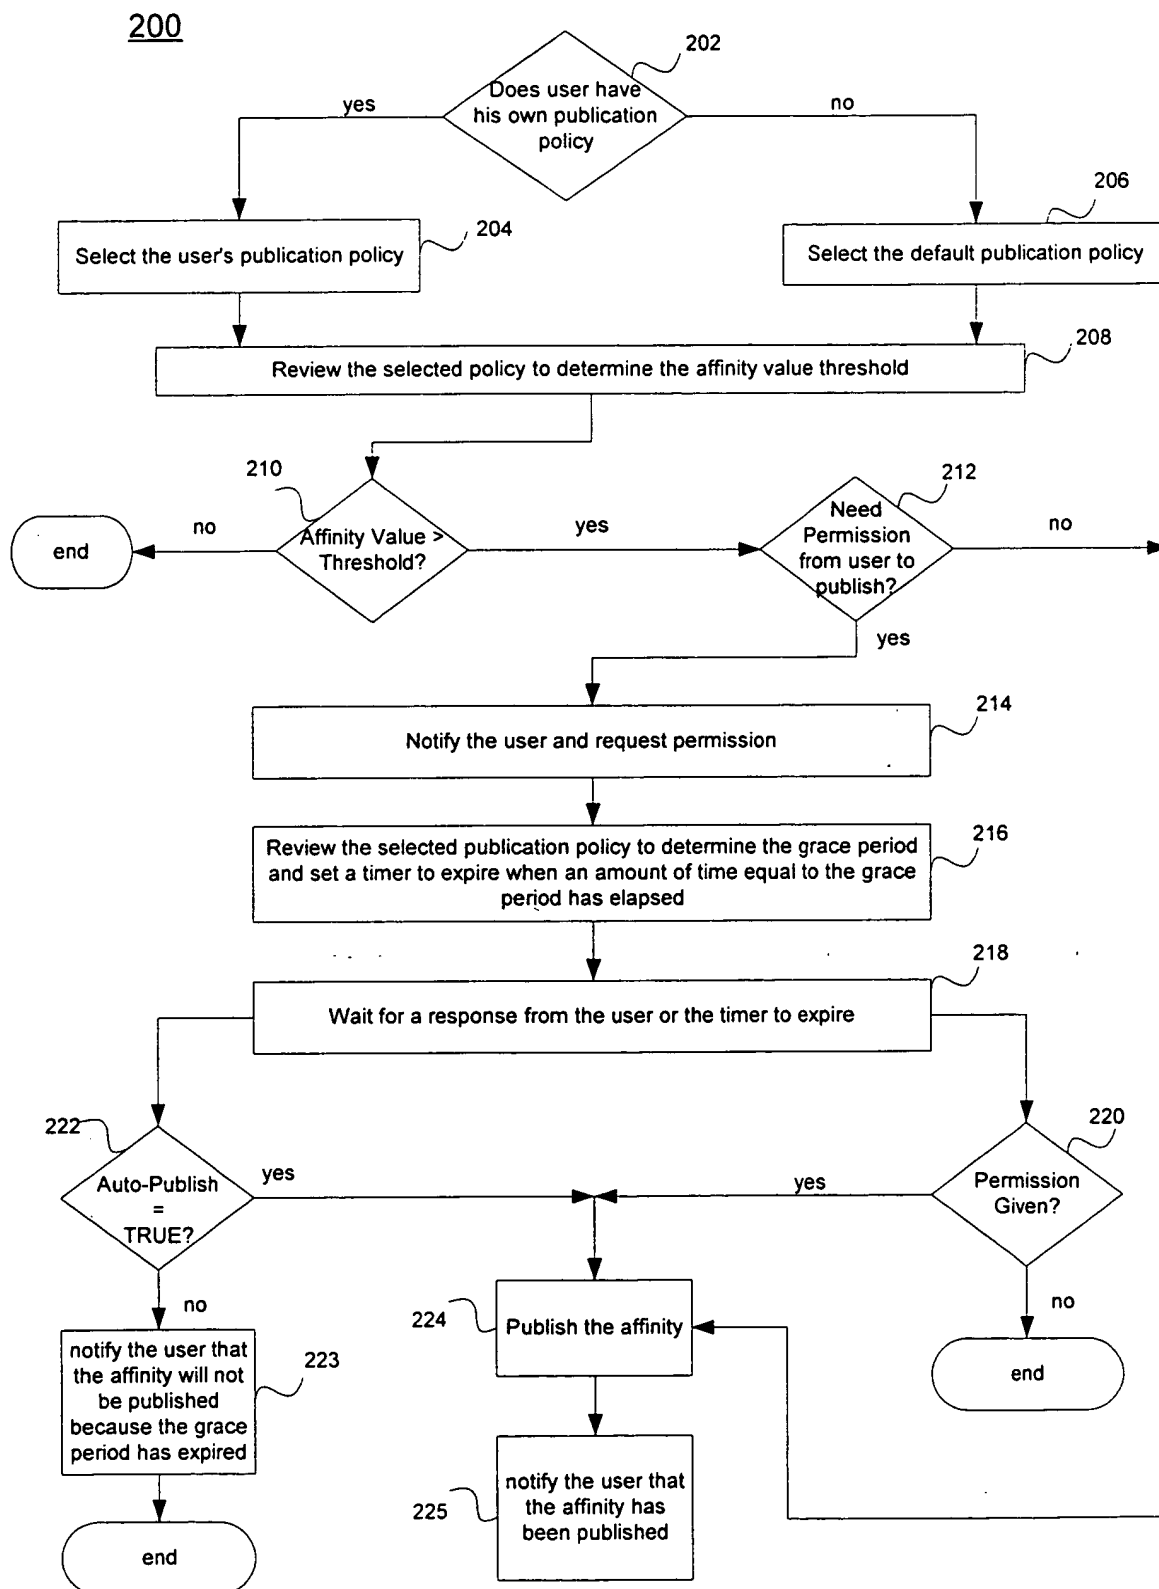 200
202
Does user have
his own publication
policy
yes
no
204
206
Select the user's publication policy
Select the default publication policy
208
Review the selected policy to determine the affinity value threshold
210
212
end
no
Affinity Value >
Threshold?
yes
Need
Permission
from user to
publish?
no
yes
214
Notify the user and request permission
216
Review the selected publication policy to determine the grace period
and set a timer to expire when an amount of time equal to the grace
period has elapsed
218
Wait for a response from the user or the timer to expire
222
220
Auto-Publish
=
TRUE?
yes
yes
Permission
Given?
no
no
224
Publish the affinity
notify the user that
the affinity will not
be published
because the grace
period has expired
223
end
225
notify the user that
the affinity has
been published
end